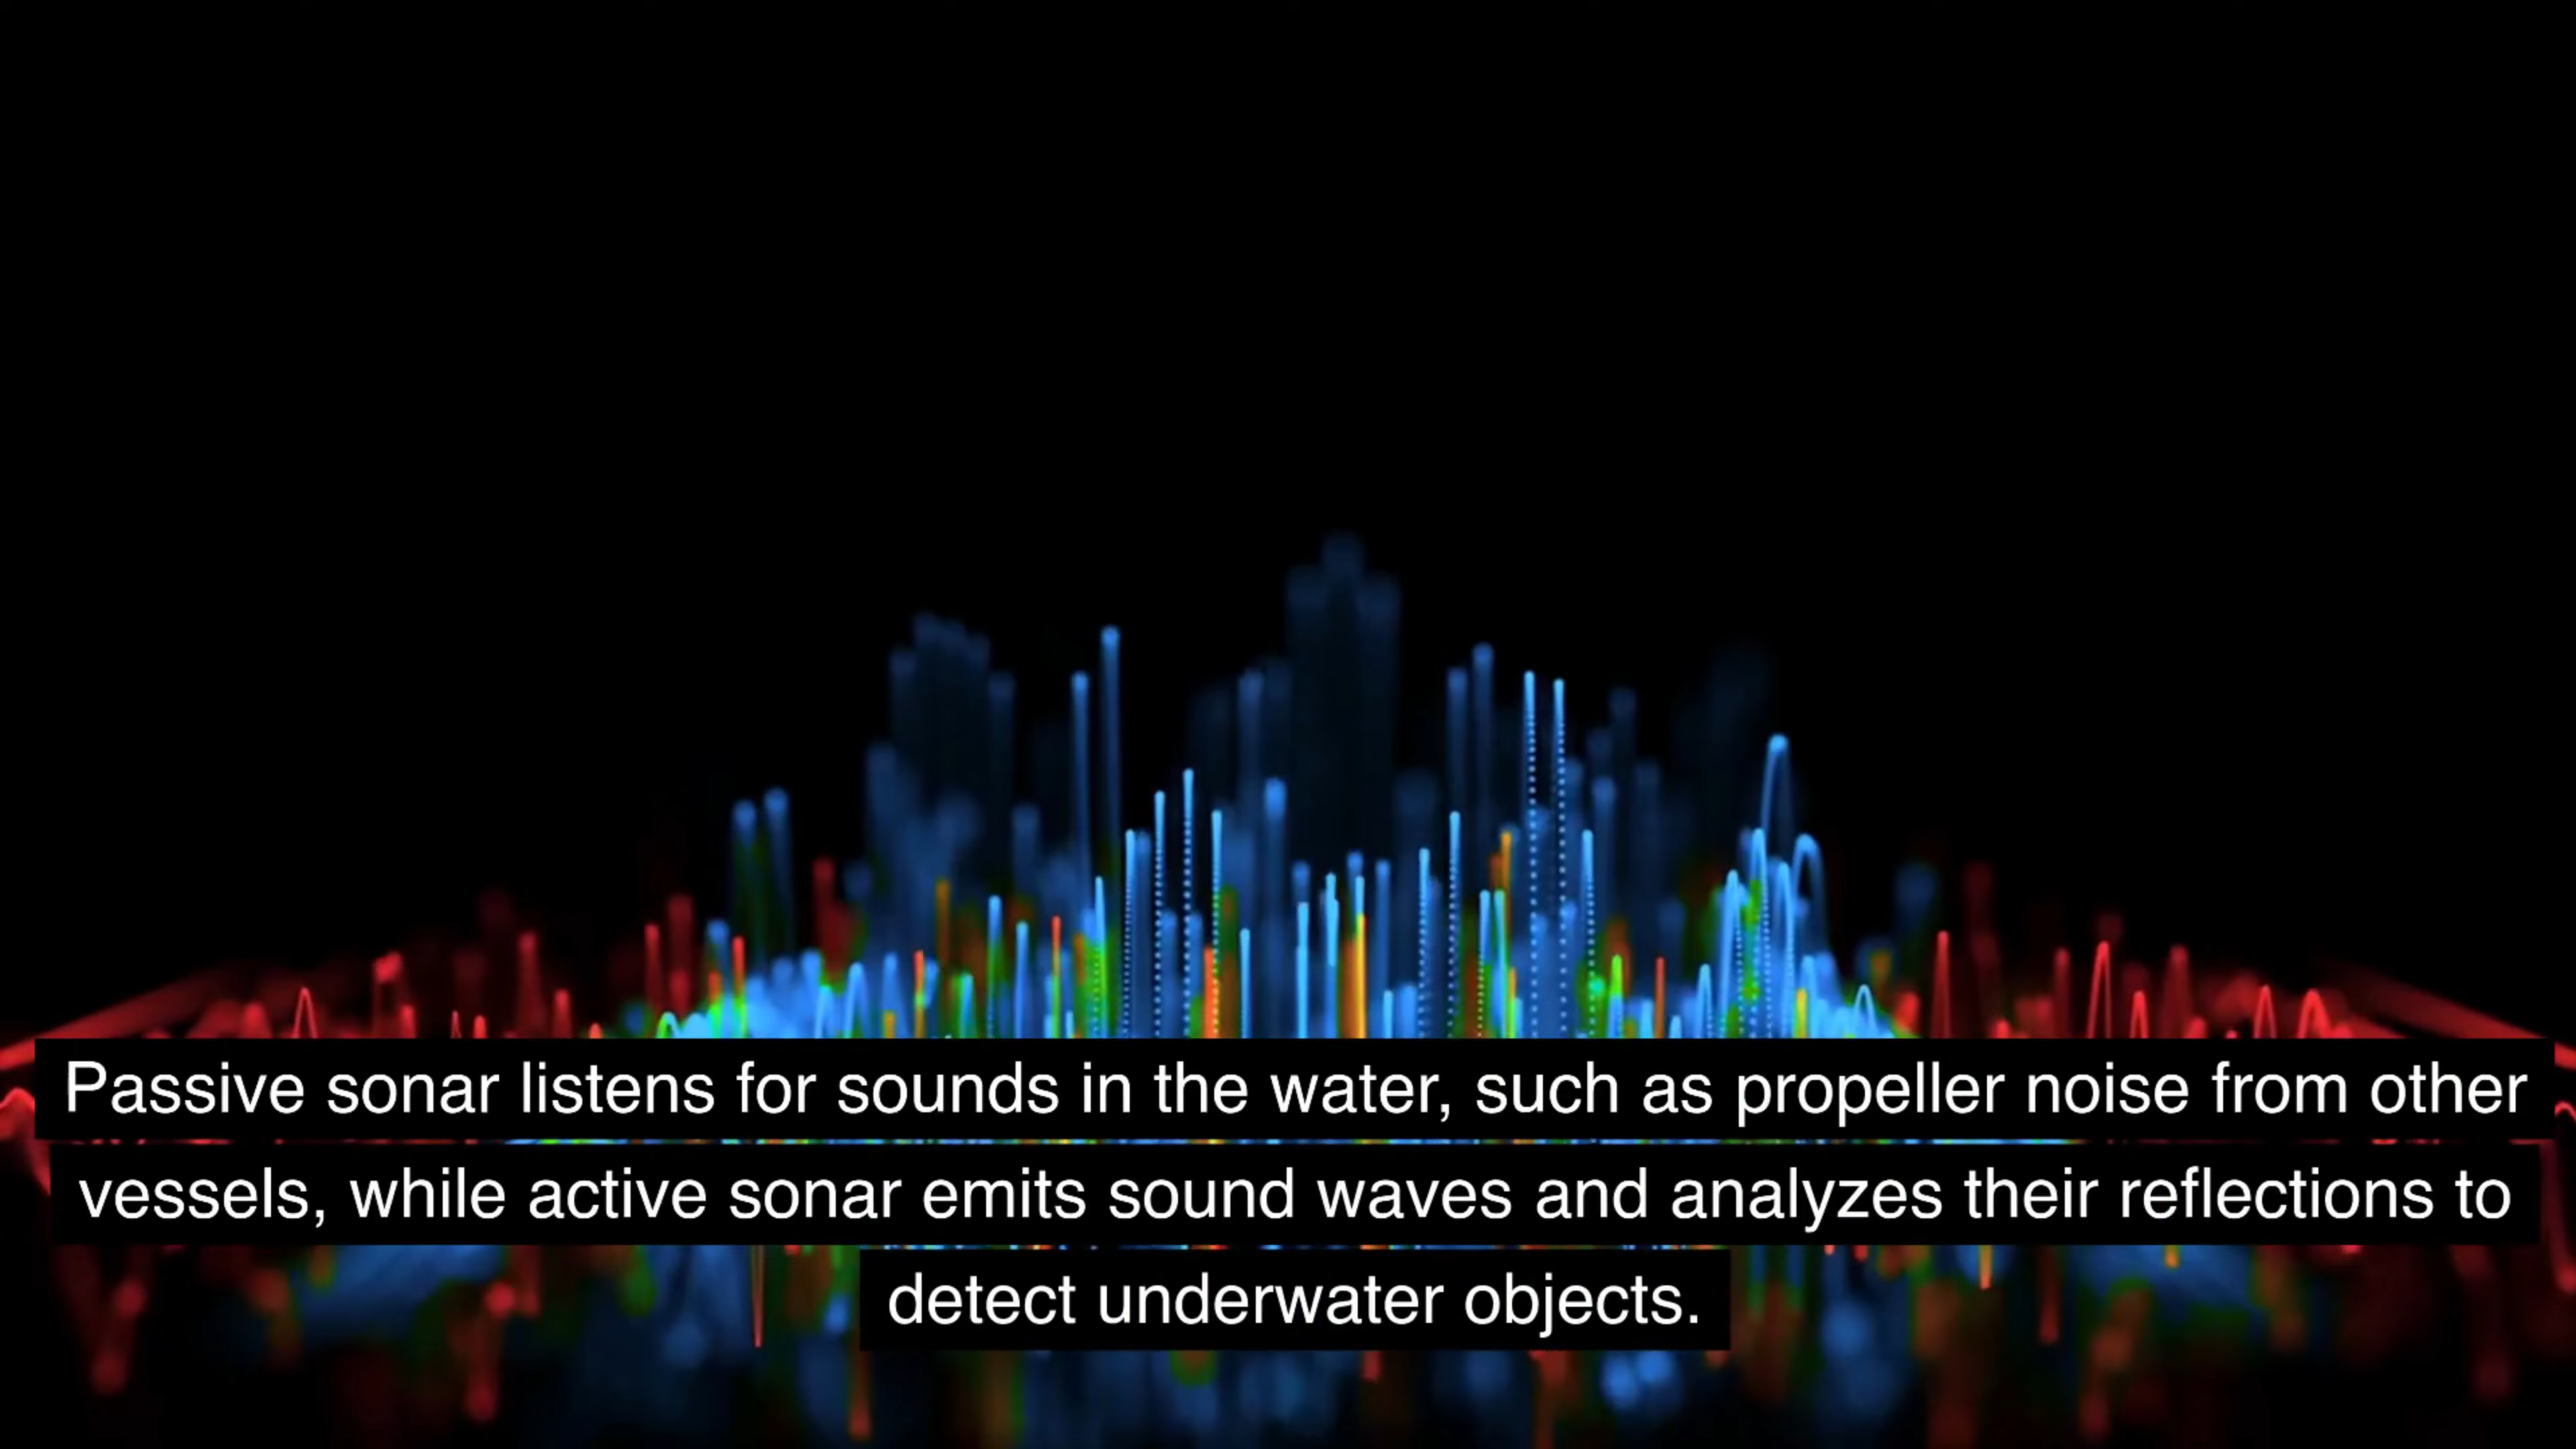 Passive sonar listens for sounds in the water, such as propeller noise from other
vessels, while active sonar emits sound waves and analyzes their reflections to
detect underwater objects.